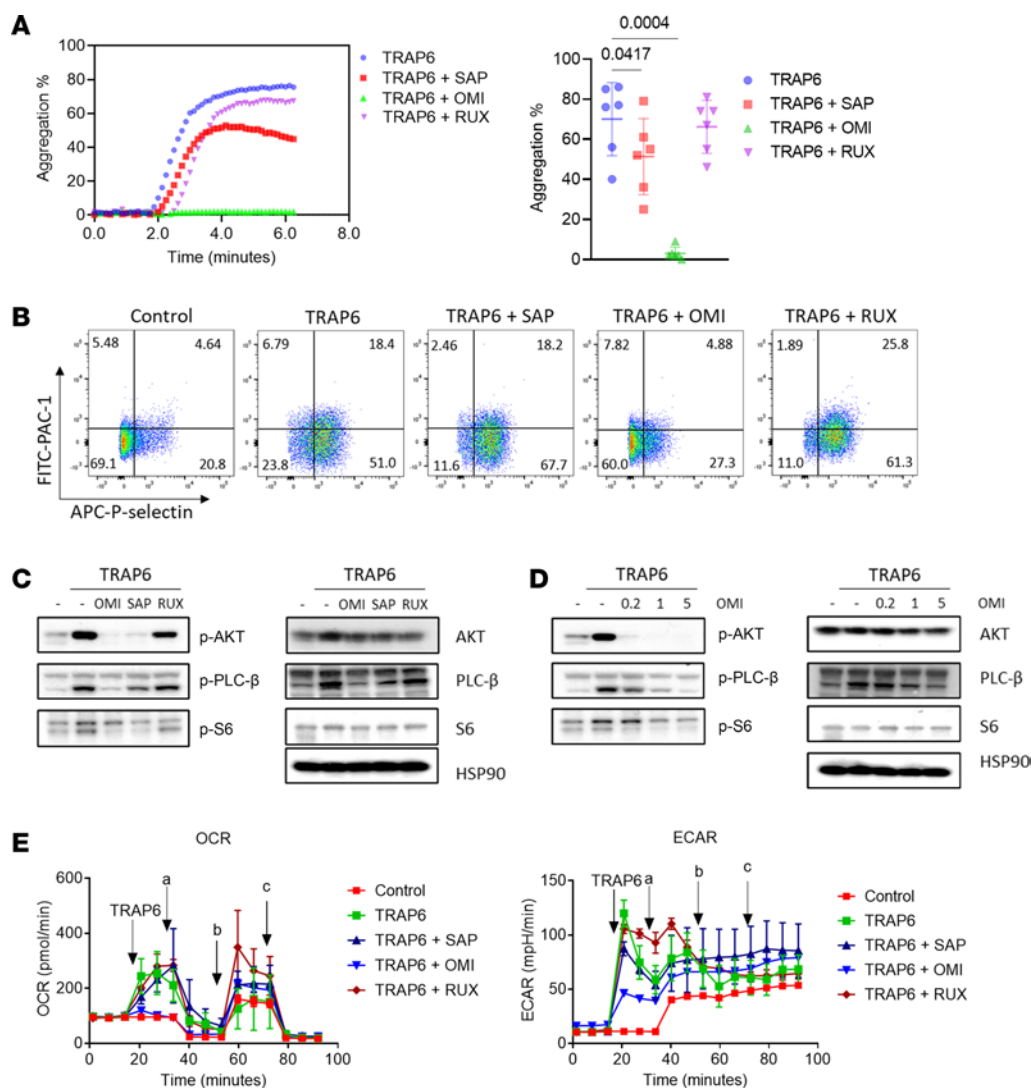 A
Aggregation %
100
80
60
40
20
0
0.0 2.0 4.0 6.0 8.0
Time (minutes)
TRAP6
TRAP6 + SAP
TRAP6 + OMI
TRAP6 + RUX
0.0004
0.0417
Aggregation %
100
80
60
40
20
0
TRAP6
TRAP6 + SAP
TRAP6 + OMI
TRAP6 + RUX
B
Control TRAP6 TRAP6 + SAP TRAP6 + OMI TRAP6 + RUX
5.48 4.64 6.79 18.4 2.46 18.2 7.82 4.88 1.89 25.8
69.1 20.8 23.8 51.0 11.6 67.7 60.0 27.3 11.0 61.3
FITC-PAC-1
APC-P-selectin
C
TRAP6 TRAP6
- - OMI SAP RUX - - OMI SAP RUX
p-AKT AKT
p-PLC-β PLC-β
p-S6 S6
HSP90
D
TRAP6 TRAP6
- - 0.2 1 5 OMI - - 0.2 1 5 OMI
p-AKT AKT
p-PLC-β PLC-β
p-S6 S6
HSP90
E
OCR
OCR (pmol/min)
600
400
200
0
0 20 40 60 80 100
Time (minutes)
TRAP6 a b c
Control
TRAP6
TRAP6 + SAP
TRAP6 + OMI
TRAP6 + RUX
ECAR
ECAR (mpH/min)
150
100
50
0
0 20 40 60 80 100
Time (minutes)
TRAP6 a b c
Control
TRAP6
TRAP6 + SAP
TRAP6 + OMI
TRAP6 + RUX